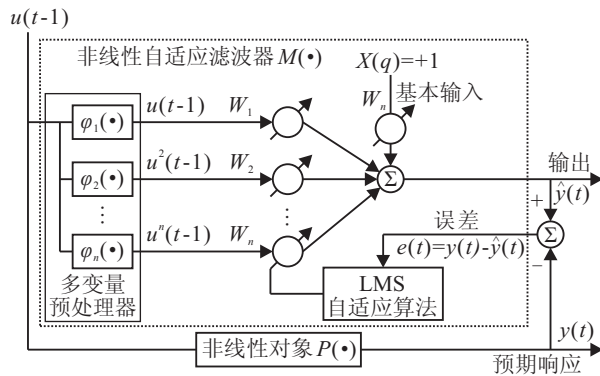 u(t-1)
非线性自适应滤波器 M(•)
X(q)=+1
W_n
基本输入
φ₁(•)
u(t-1)
W₁
φ₂(•)
u²(t-1)
W₂
⋮
⋮
φₙ(•)
uⁿ(t-1)
Wₙ
多变量
预处理器
Σ
输出
ŷ(t)
+
Σ
−
误差
e(t)=y(t)-ŷ(t)
LMS
自适应算法
非线性对象 P(•)
y(t)
预期响应